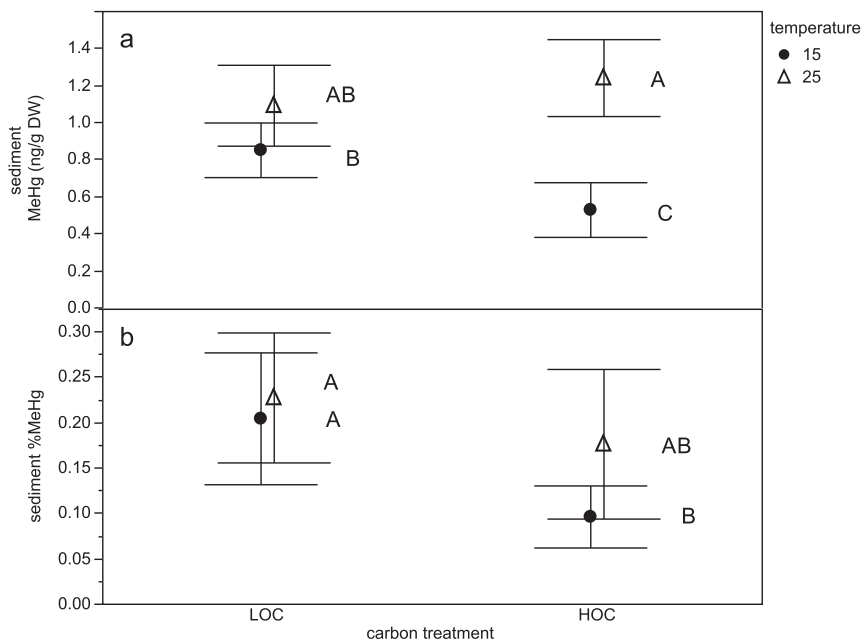 a
temperature
15
25
1.4
1.2
1.0
0.8
0.6
0.4
0.2
0.0
sediment
MeHg (ng/g DW)
AB
B
A
C
b
0.30
0.25
0.20
0.15
0.10
0.05
0.00
sediment %MeHg
A
A
AB
B
LOC
HOC
carbon treatment